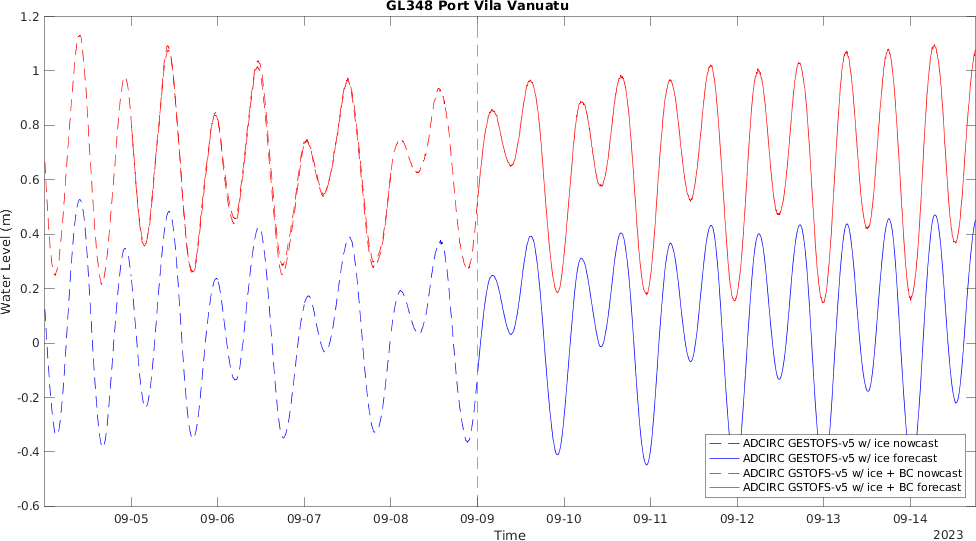 GL348 Port Vila Vanuatu
1.2
1
0.8
0.6
0.4
0.2
0
-0.2
-0.4
-0.6
Water Level (m)
ADCIRC GESTOFS-v5 w/ ice nowcast
ADCIRC GESTOFS-v5 w/ ice forecast
ADCIRC GSTOFS-v5 w/ ice + BC nowcast
ADCIRC GSTOFS-v5 w/ ice + BC forecast
09-05 09-06 09-07 09-08 09-09 09-10 09-11 09-12 09-13 09-14
Time
2023